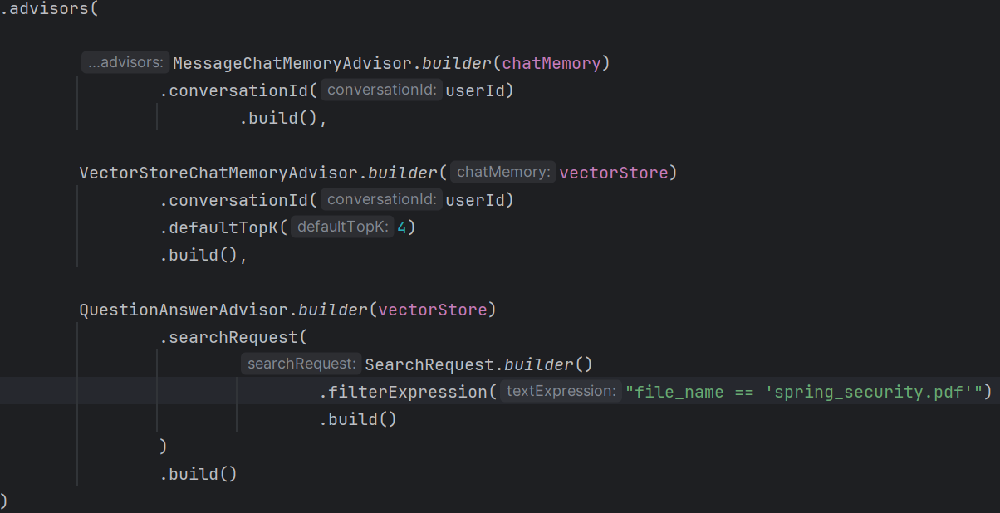 .advisors(
...advisors: MessageChatMemoryAdvisor.builder(chatMemory)
.conversationId( conversationId: userId)
.build(),
VectorStoreChatMemoryAdvisor.builder( chatMemory: vectorStore)
.conversationId( conversationId: userId)
.defaultTopK( defaultTopK: 4)
.build(),
QuestionAnswerAdvisor.builder(vectorStore)
.searchRequest(
searchRequest: SearchRequest.builder()
.filterExpression( textExpression: "file_name == 'spring_security.pdf'")
.build()
)
.build()
)